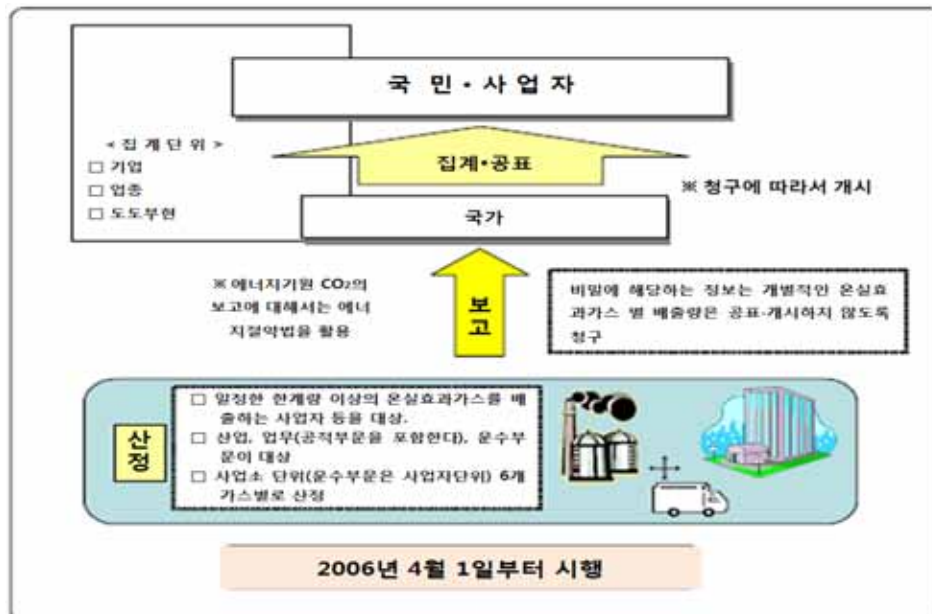 국 민・사 업 자
< 집 계 단 위 >
□ 기업
□ 업종
□ 도도부현
집계・공표
※ 청구에 따라서 개시
국가
※ 에너지기원 CO₂의
보고에 대해서는 에너
지절약법을 활용
보
고
비밀에 해당하는 정보는 개별적인 온실효
과가스 별 배출량은 공표·개시하지 않도록
청구
산
정
□ 일정한 한계량 이상의 온실효과가스를 배
출하는 사업자 등을 대상.
□ 산업, 업무(공적부문을 포함한다), 운수부
문이 대상
□ 사업소 단위(운수부문은 사업자단위) 6개
가스별로 산정
2006년 4월 1일부터 시행